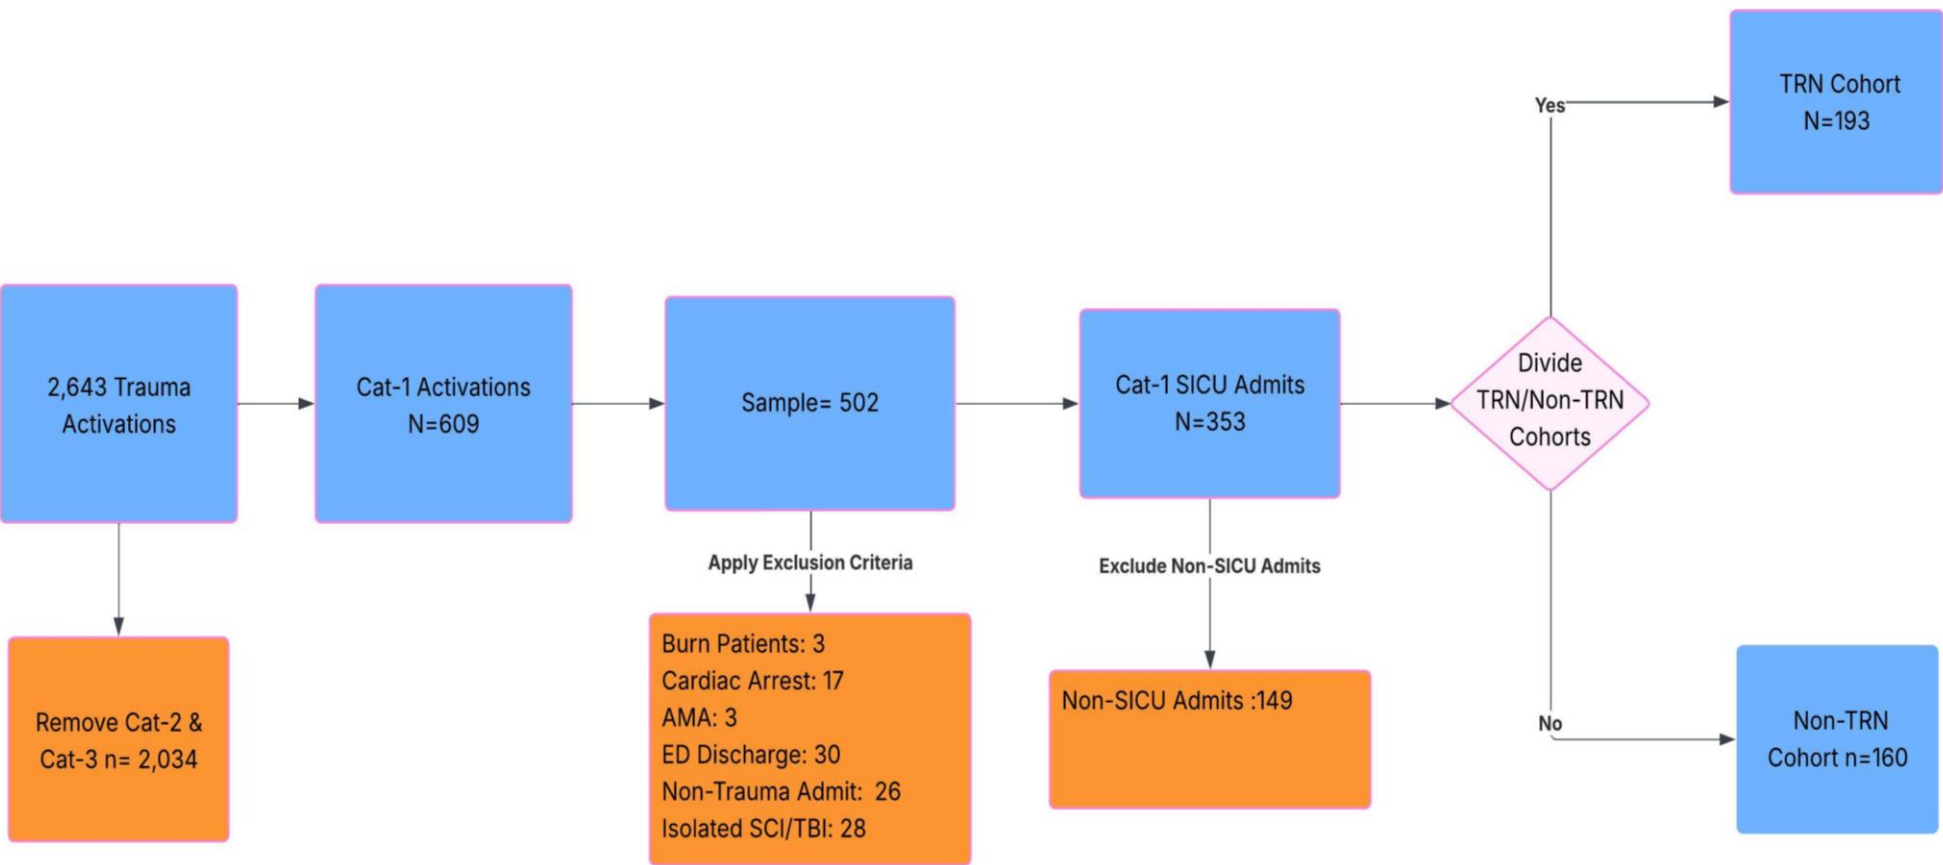 2,643 Trauma
Activations
Remove Cat-2 &
Cat-3 n= 2,034
Cat-1 Activations
N=609
Sample= 502
Apply Exclusion Criteria
Burn Patients: 3
Cardiac Arrest: 17
AMA: 3
ED Discharge: 30
Non-Trauma Admit:  26
Isolated SCI/TBI: 28
Cat-1 SICU Admits
N=353
Exclude Non-SICU Admits
Non-SICU Admits :149
Divide
TRN/Non-TRN
Cohorts
Yes
TRN Cohort
N=193
No
Non-TRN
Cohort n=160